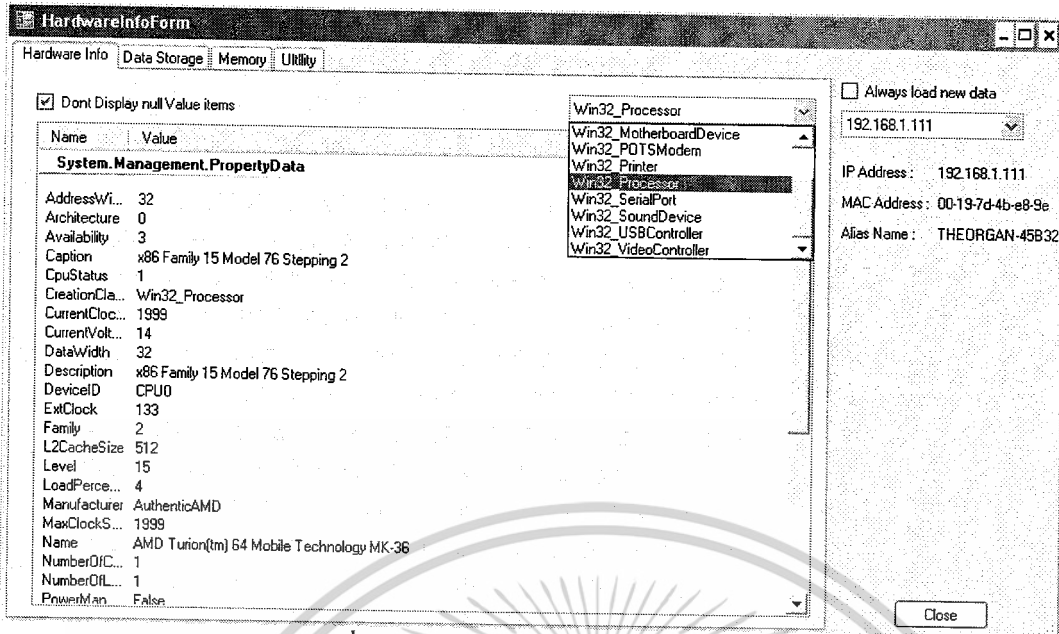 HardwareInfoForm
Hardware Info Data Storage Memory Ultility
Dont Display null Value items
Win32_Processor
Always load new data
192.168.1.111
Name Value
System.Management.PropertyData
Win32_MotherboardDevice
Win32_POTSModem
Win32_Printer
Win32_Processor
Win32_SerialPort
Win32_SoundDevice
Win32_USBController
Win32_VideoController
IP Address : 192.168.1.111
MAC Address : 00-19-7d-4b-e8-9e
Alias Name : THEORGAN-45B32
AddressWi... 32
Architecture 0
Availability 3
Caption x86 Family 15 Model 76 Stepping 2
CpuStatus 1
CreationCla... Win32_Processor
CurrentCloc... 1999
CurrentVolt... 14
DataWidth 32
Description x86 Family 15 Model 76 Stepping 2
DeviceID CPU0
ExtClock 133
Family 2
L2CacheSize 512
Level 15
LoadPerce... 4
Manufacturer AuthenticAMD
MaxClockS... 1999
Name AMD Turion(tm) 64 Mobile Technology MK-36
NumberOfC... 1
NumberOfL... 1
PowerMan False
Close